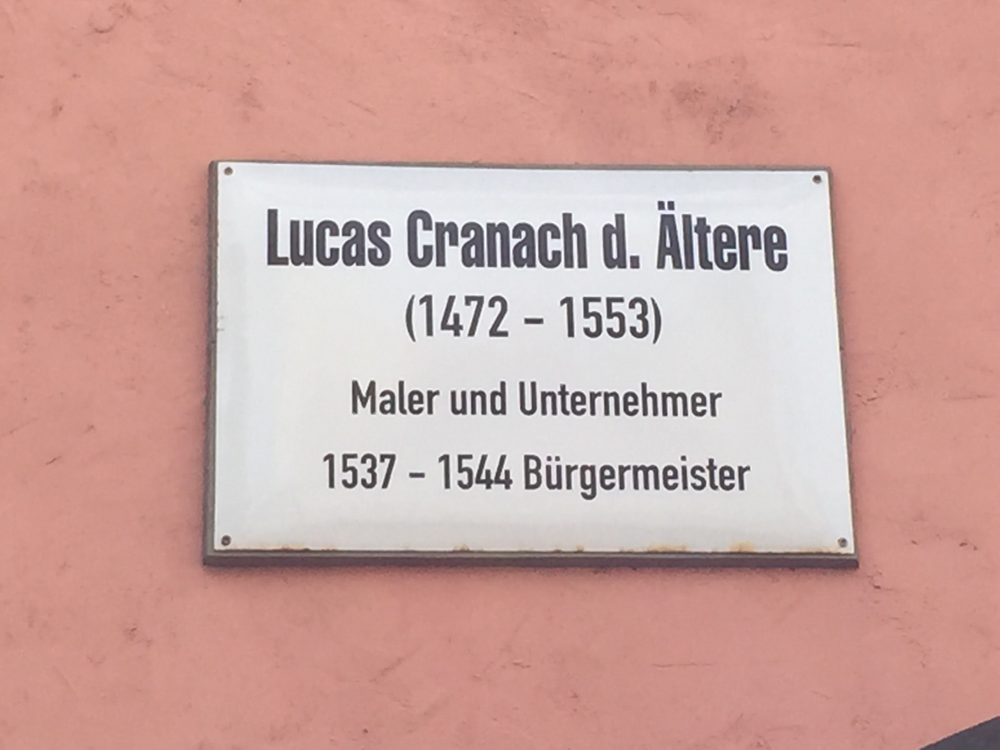 Lucas Cranach d. Ältere
(1472 – 1553)
Maler und Unternehmer
1537 – 1544 Bürgermeister